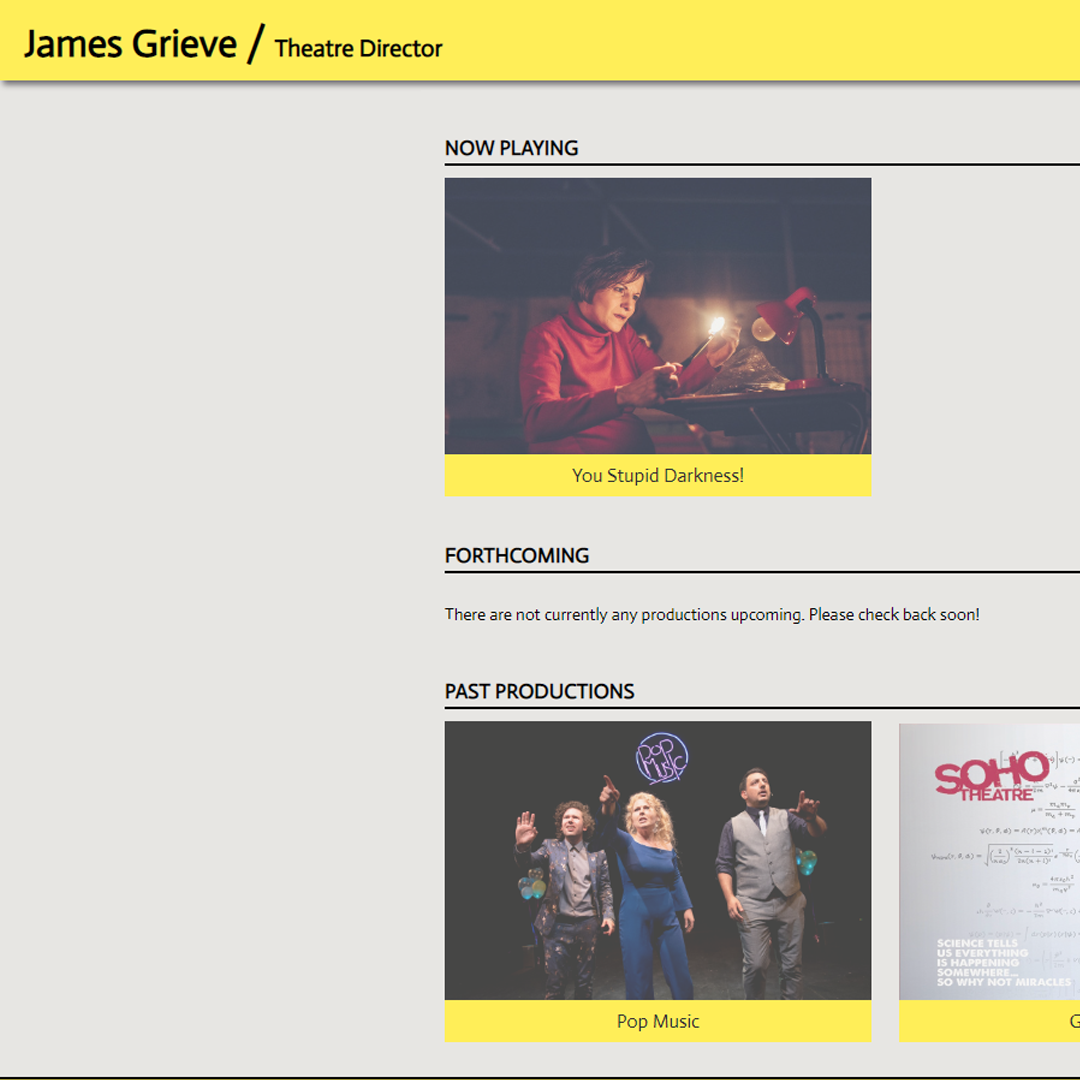 James Grieve / Theatre Director
NOW PLAYING
You Stupid Darkness!
FORTHCOMING
There are not currently any productions upcoming. Please check back soon!
PAST PRODUCTIONS
Pop Music
SOHO
THEATRE
SCIENCE TELLS
US EVERYTHING
IS HAPPENING
SOMEWHERE...
SO WHY NOT MIRACLES
Pop Music
G